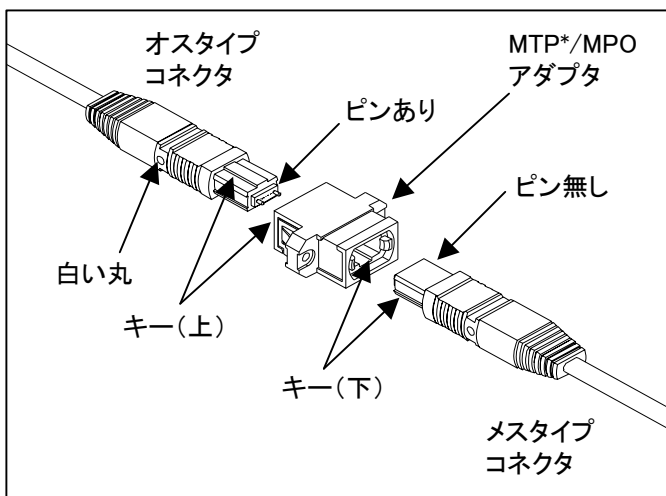 オスタイプ
コネクタ
MTP*/MPO
アダプタ
ピンあり
ピン無し
白い丸
キー(上)
キー(下)
メスタイプ
コネクタ